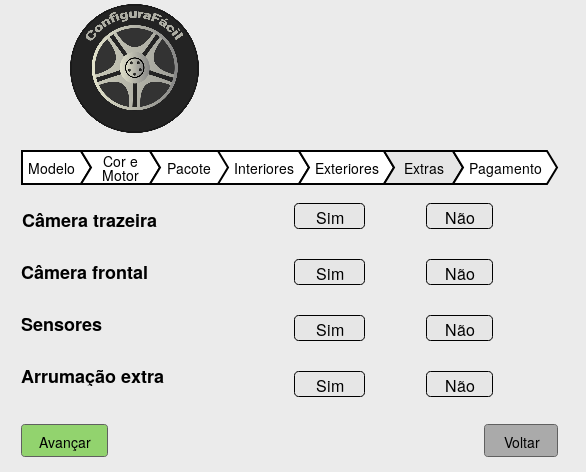 ConfiguraFácil
Modelo
Cor e
Motor
Pacote
Interiores
Exteriores
Extras
Pagamento
Câmera trazeira
Sim
Não
Câmera frontal
Sim
Não
Sensores
Sim
Não
Arrumação extra
Sim
Não
Avançar
Voltar